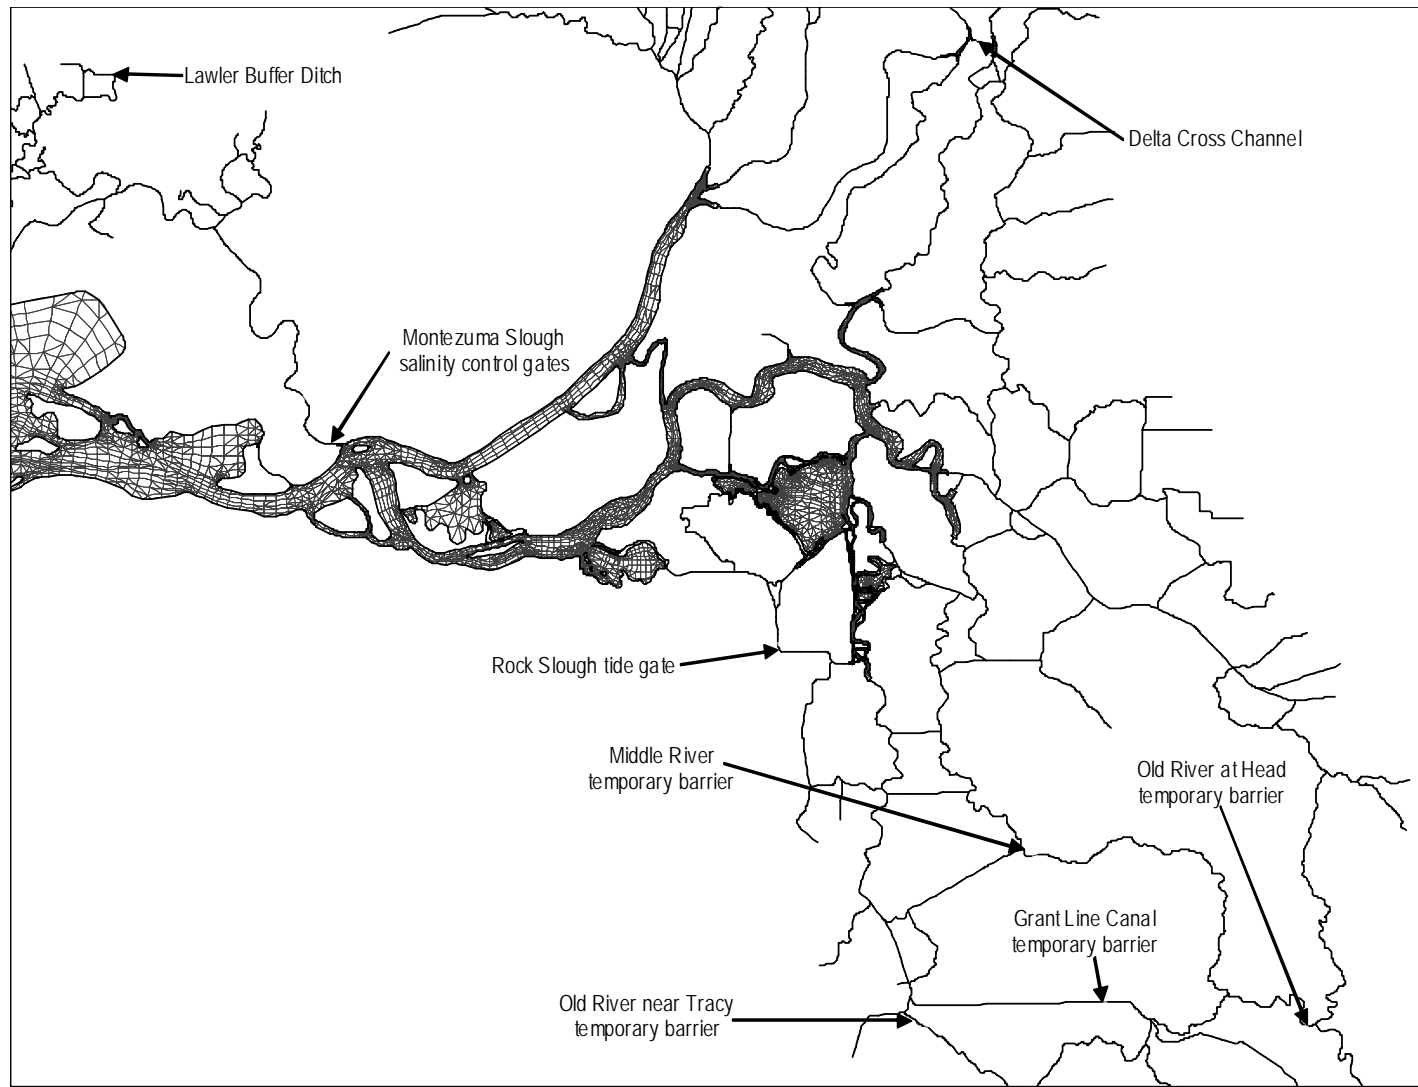 Lawler Buffer Ditch
Delta Cross Channel
Montezuma Slough
salinity control gates
Rock Slough tide gate
Middle River
temporary barrier
Old River at Head
temporary barrier
Grant Line Canal
temporary barrier
Old River near Tracy
temporary barrier